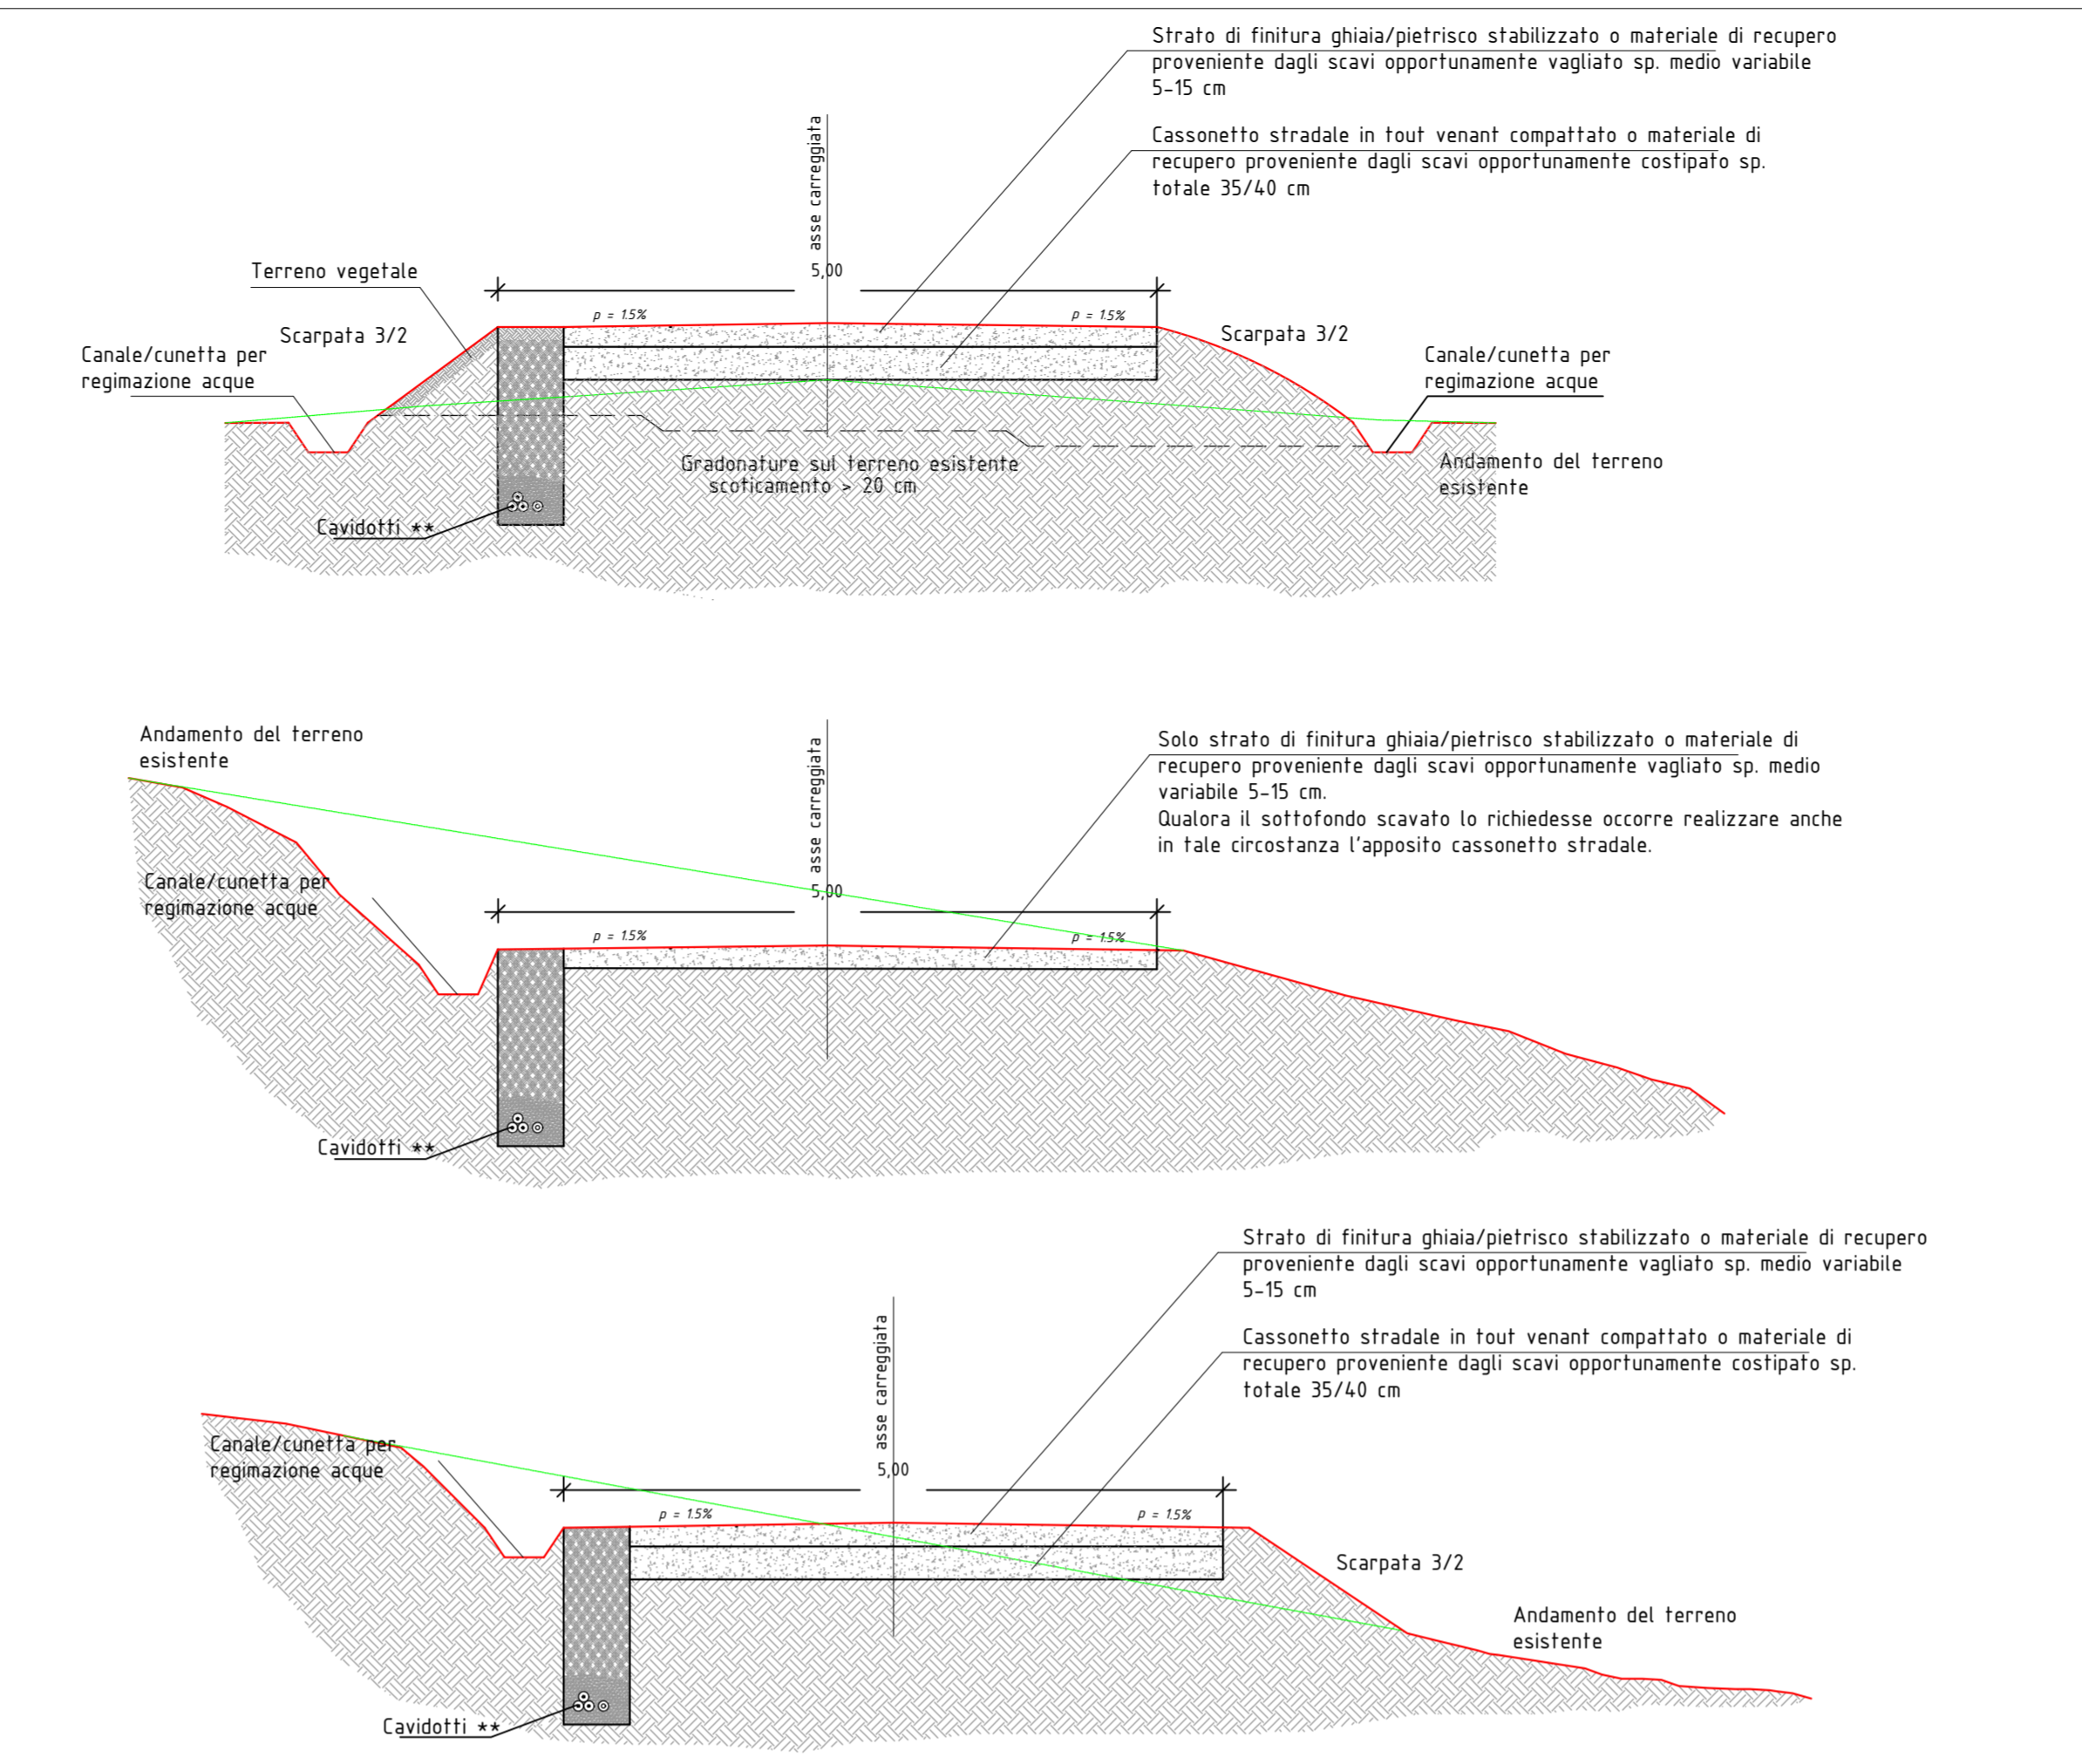 Strato di finitura ghiaia/pietrisco stabilizzato o materiale di recupero
proveniente dagli scavi opportunamente vagliato sp. medio variabile
5-15 cm
Cassonetto stradale in tout venant compattato o materiale di
recupero proveniente dagli scavi opportunamente costipato sp.
totale 35/40 cm
asse carreggiata
5,00
Terreno vegetale
Scarpata 3/2
Canale/cunetta per
regimazione acque
p = 1.5%
p = 1.5%
Scarpata 3/2
Canale/cunetta per
regimazione acque
Gradonature sul terreno esistente
scoticamento > 20 cm
Andamento del terreno
esistente
Cavidotti **
Andamento del terreno
esistente
asse carreggiata
5,00
Solo strato di finitura ghiaia/pietrisco stabilizzato o materiale di
recupero proveniente dagli scavi opportunamente vagliato sp. medio
variabile 5-15 cm.
Qualora il sottofondo scavato lo richiedesse occorre realizzare anche
in tale circostanza l'apposito cassonetto stradale.
Canale/cunetta per
regimazione acque
p = 1.5%
p = 1.5%
Cavidotti **
Strato di finitura ghiaia/pietrisco stabilizzato o materiale di recupero
proveniente dagli scavi opportunamente vagliato sp. medio variabile
5-15 cm
Cassonetto stradale in tout venant compattato o materiale di
recupero proveniente dagli scavi opportunamente costipato sp.
totale 35/40 cm
asse carreggiata
5,00
Canale/cunetta per
regimazione acque
p = 1.5%
p = 1.5%
Scarpata 3/2
Andamento del terreno
esistente
Cavidotti **